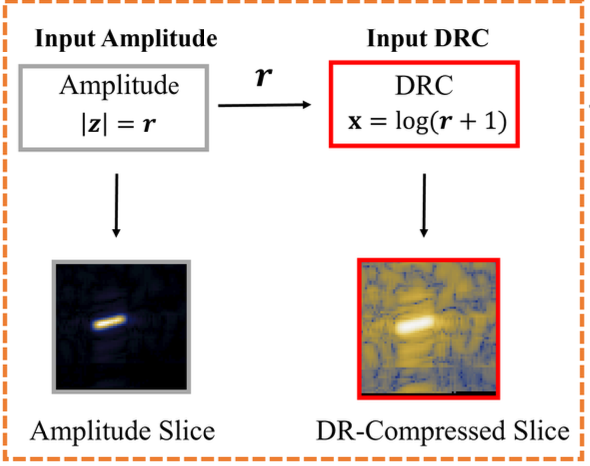 Input Amplitude
Input DRC
Amplitude
|z| = r
r
DRC
x = log(r + 1)
Amplitude Slice
DR-Compressed Slice